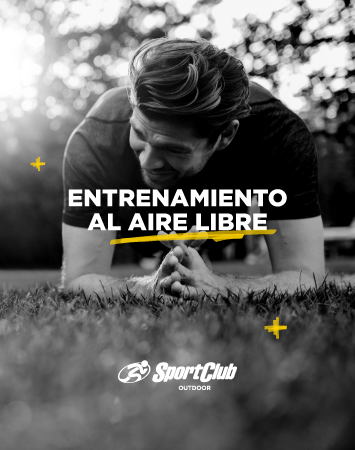 ENTRENAMIENTO
AL AIRE LIBRE
SportClub
OUTDOOR